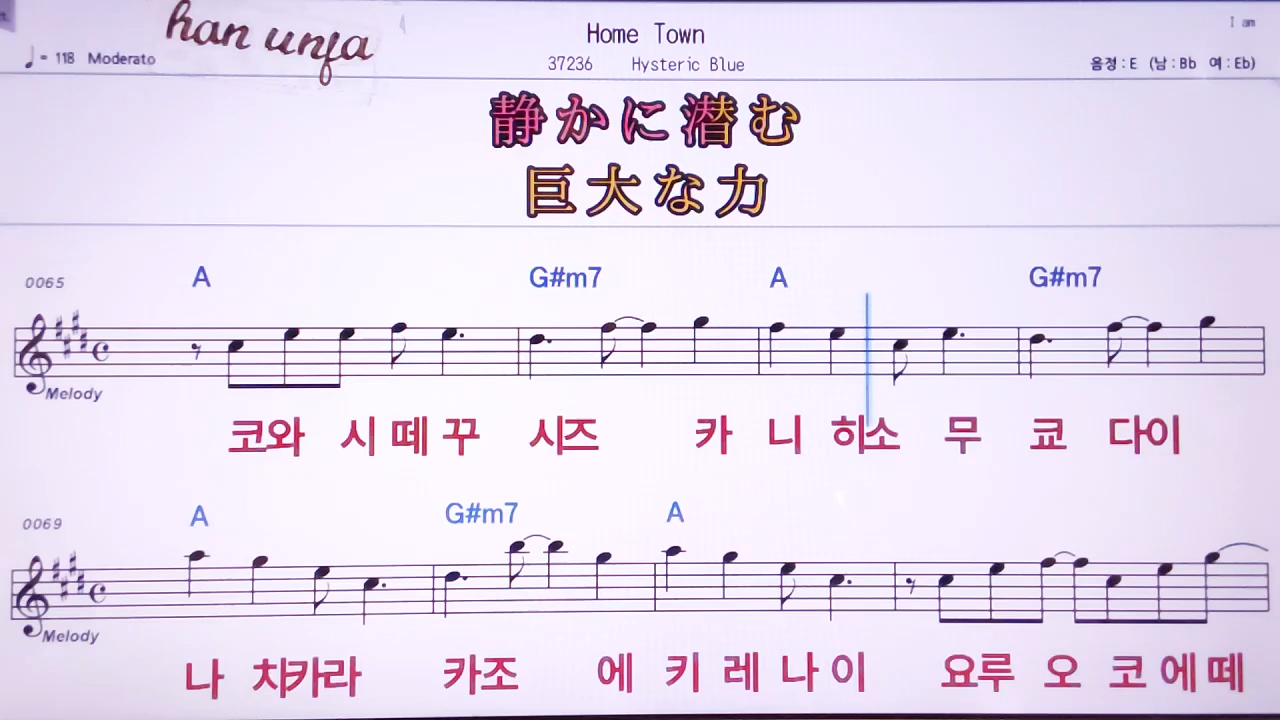 han unfa
Home Town
I am
♩= 118 Moderato
37236 Hysteric Blue
음정:E (남:Bb 여:Eb)
静かに潜む
巨大な力
0065 A G#m7 A G#m7
Melody
코와 시 떼 꾸 시즈 카 니 히소 무 쿄 다이
0069 A G#m7 A
Melody
나 치카라 카조 에 키 레 나 이 요루 오 코 에 떼